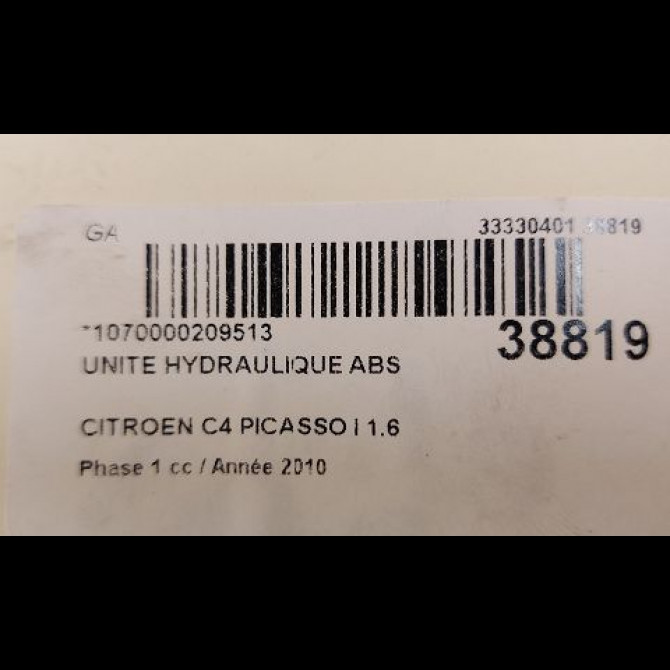 GA 33330401 38819
*1070000209513 38819
UNITE HYDRAULIQUE ABS
CITROEN C4 PICASSO I 1.6
Phase 1 cc / Année 2010